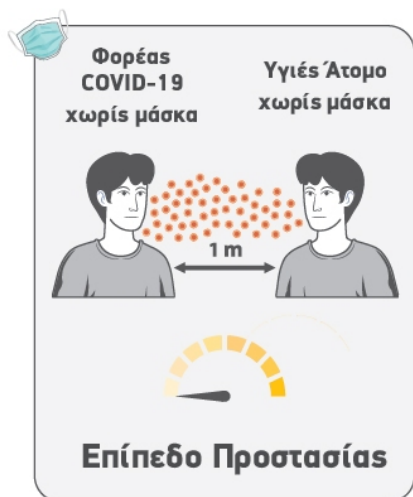 Φορέας
COVID-19
χωρίς μάσκα
Υγιές Άτομο
χωρίς μάσκα
1 m
Επίπεδο Προστασίας